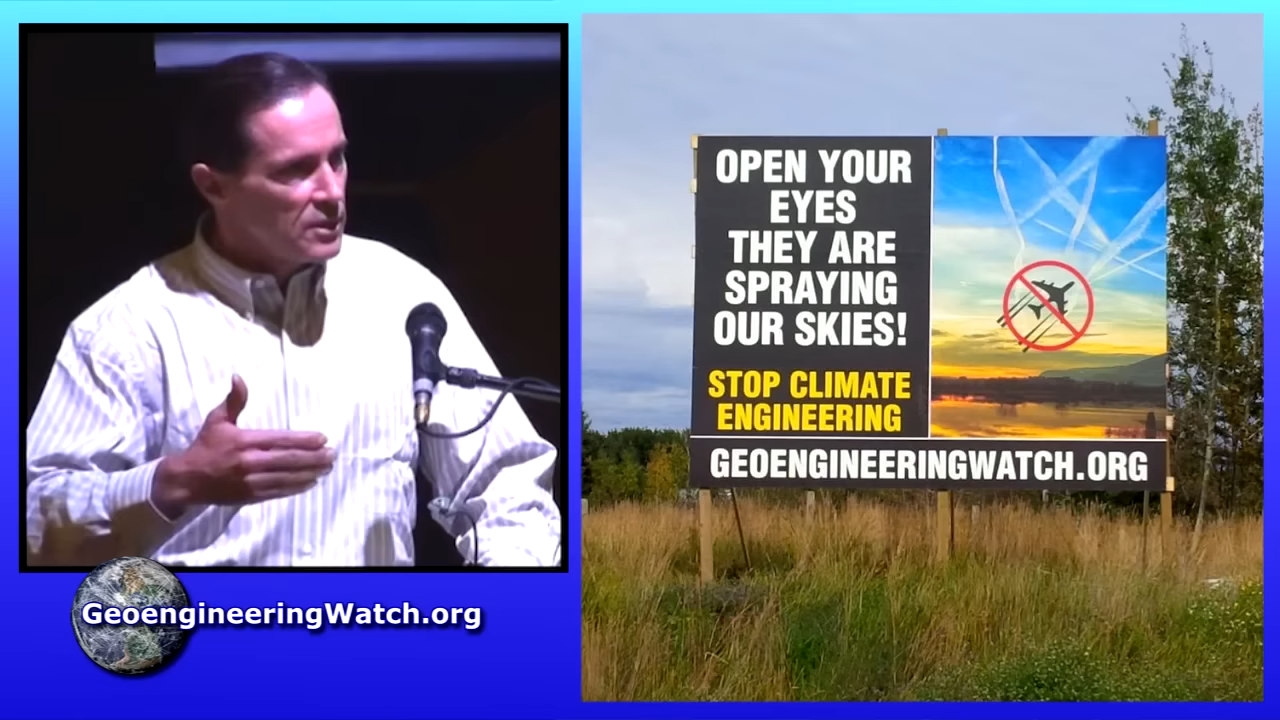 OPEN YOUR
EYES
THEY ARE
SPRAYING
OUR SKIES!
STOP CLIMATE
ENGINEERING
GEOENGINEERINGWATCH.ORG
GeoengineeringWatch.org